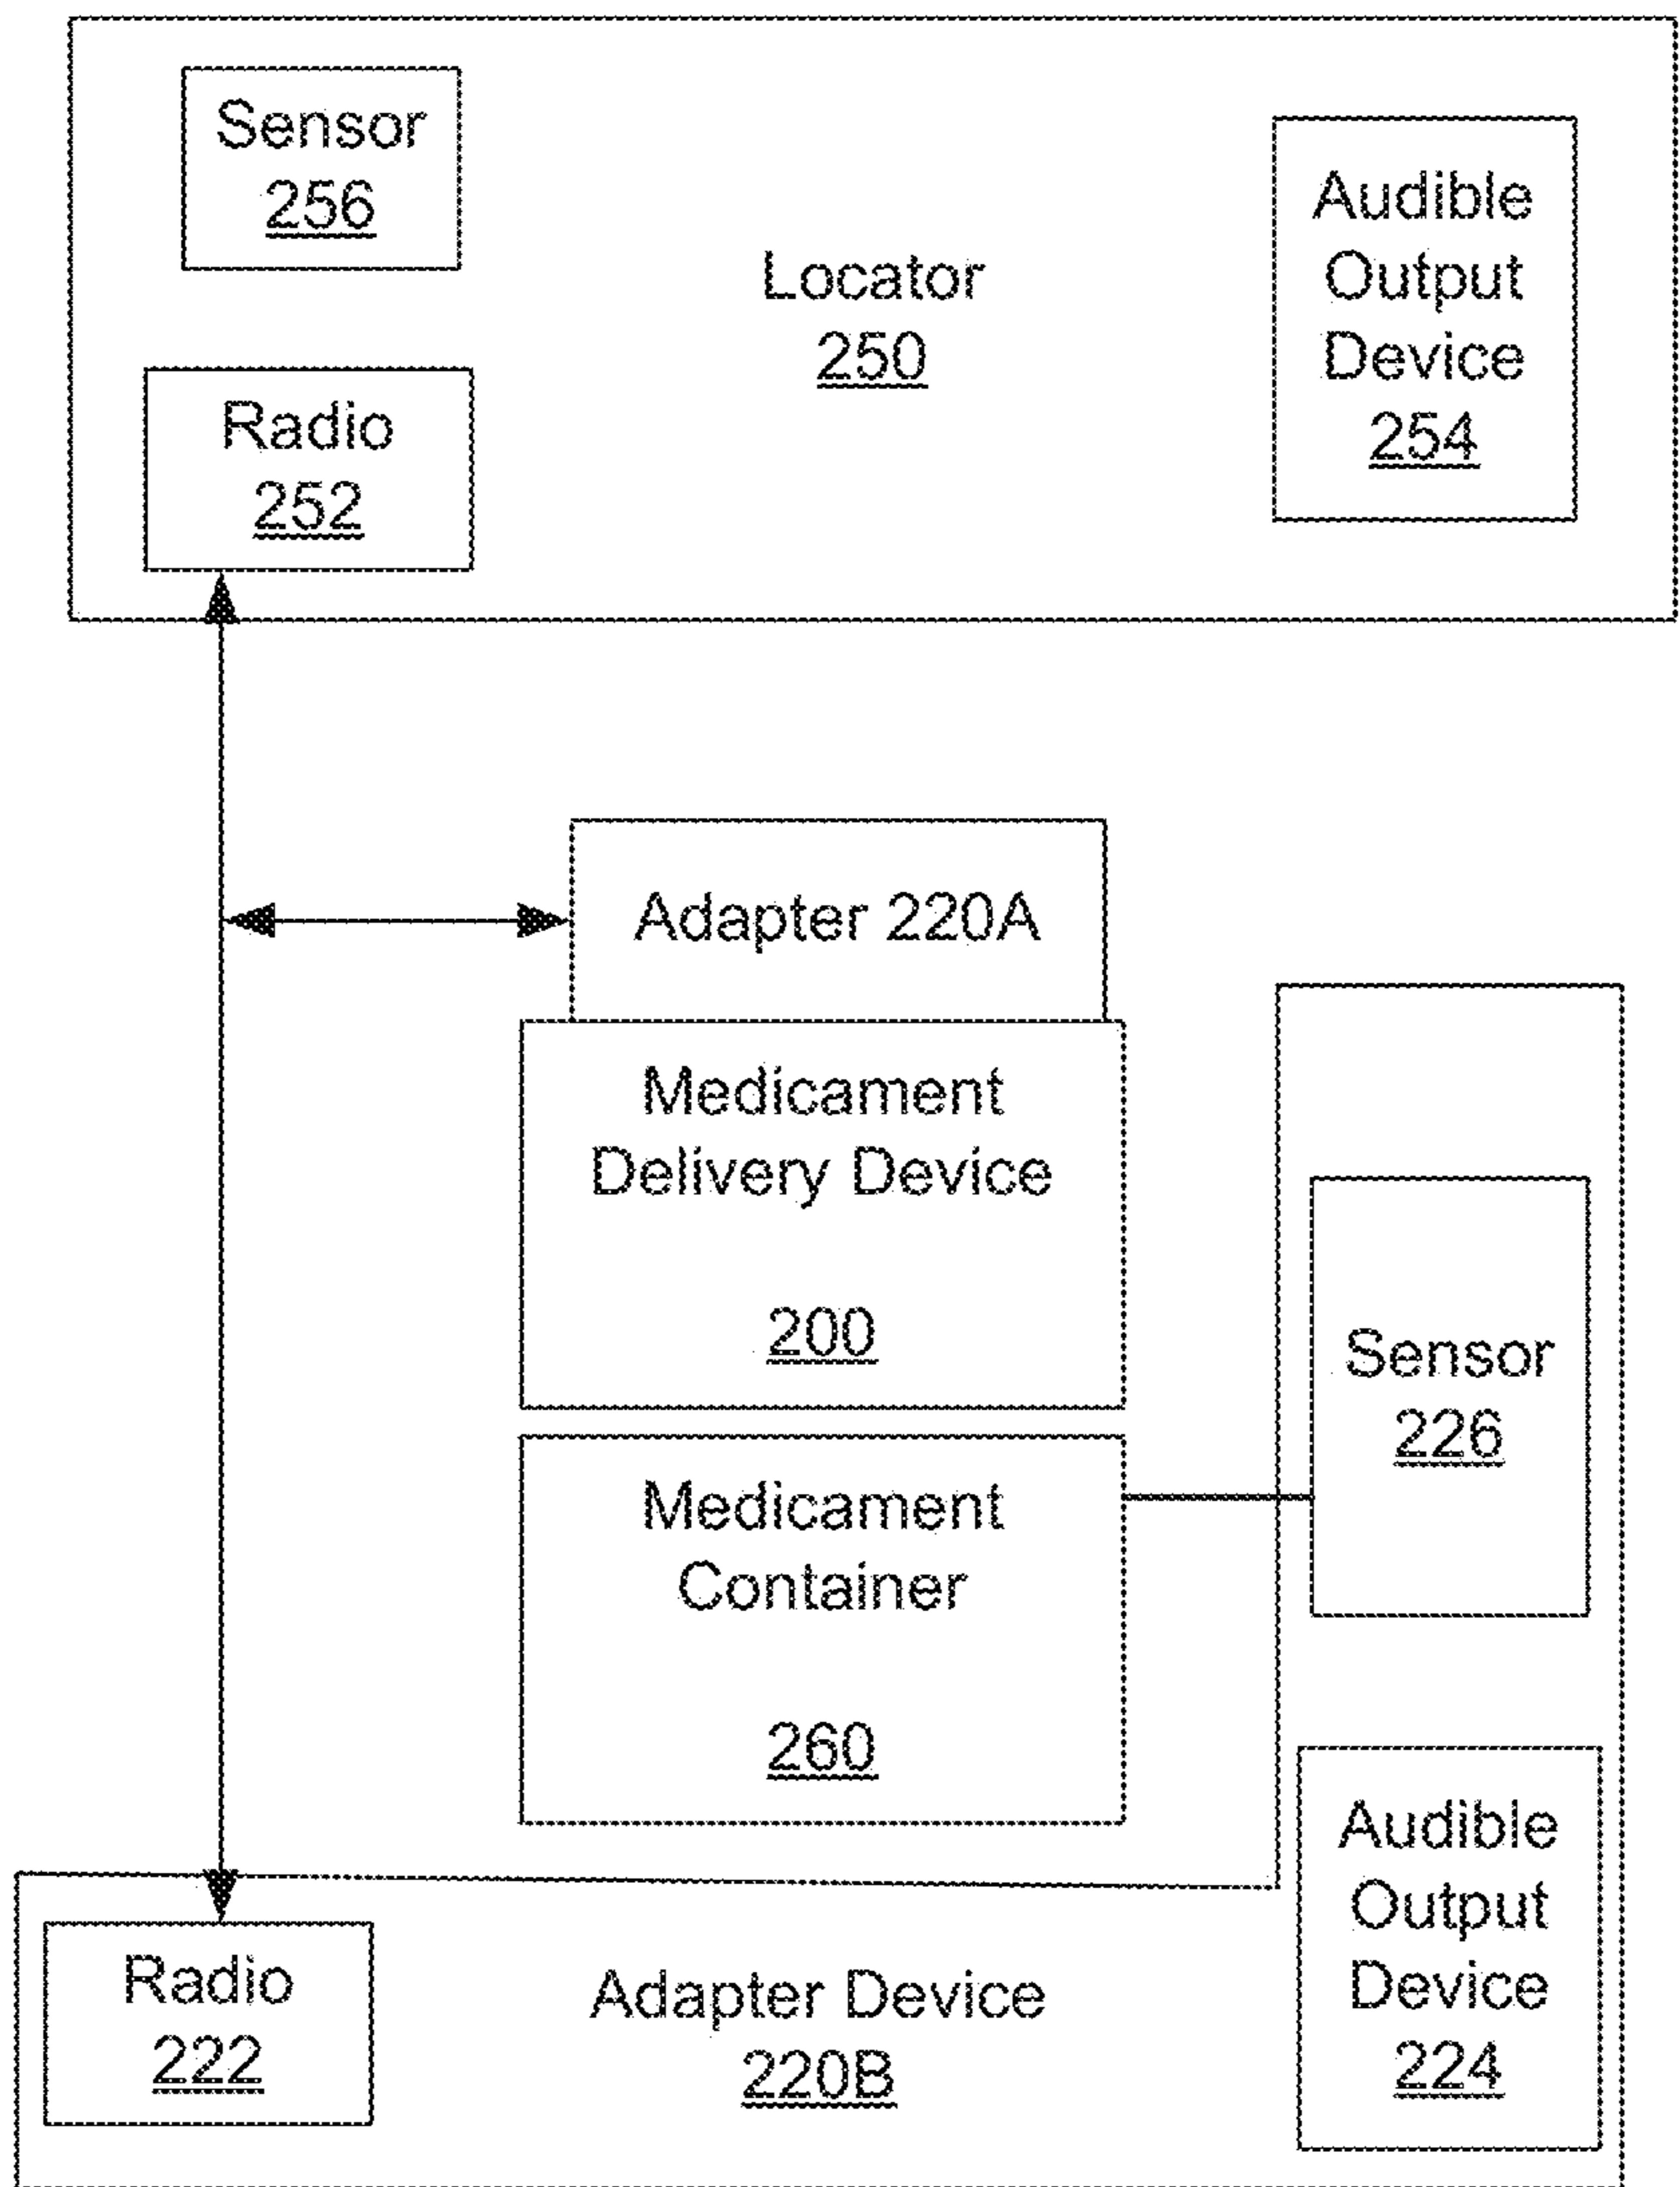 Sensor
256
Locator
250
Audible
Output
Device
254
Radio
252
Adapter 220A
Medicament
Delivery Device
200
Sensor
226
Medicament
Container
260
Audible
Output
Device
224
Radio
222
Adapter Device
220B